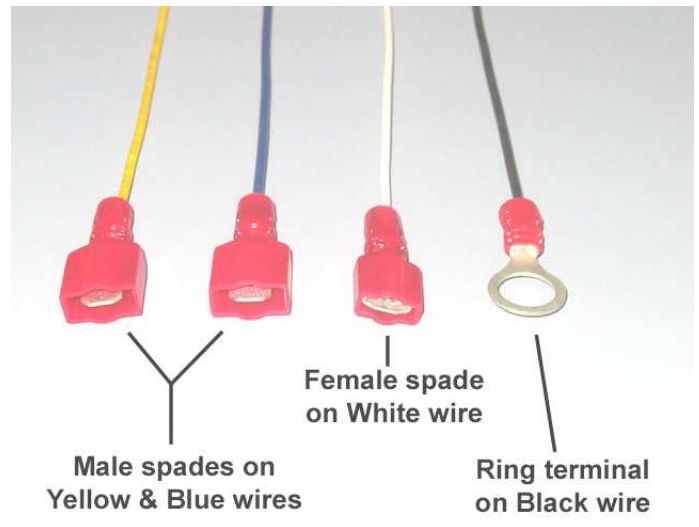 Female spade
on White wire
Male spades on
Yellow & Blue wires
Ring terminal
on Black wire